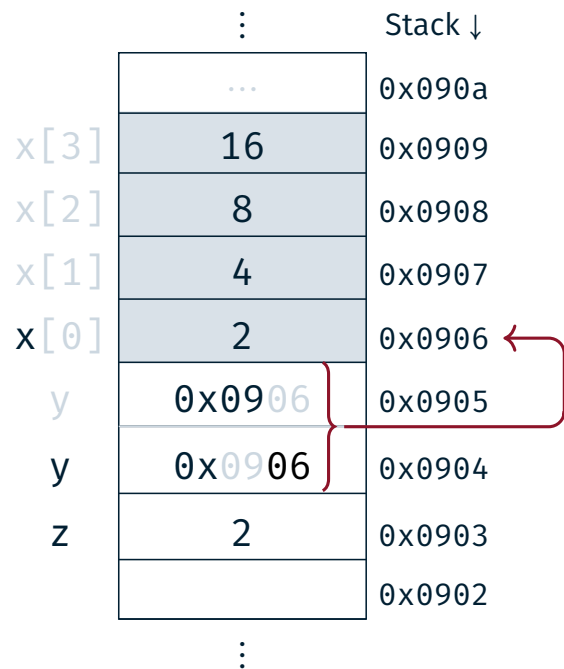 ⋮ Stack ↓
... 0x090a
x[3] 16 0x0909
x[2] 8 0x0908
x[1] 4 0x0907
x[0] 2 0x0906
y 0x0906 0x0905
y 0x0906 0x0904
z 2 0x0903
0x0902
⋮